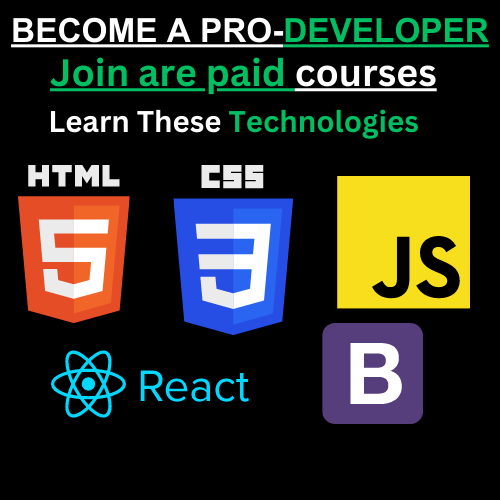 BECOME A PRO-DEVELOPER
Join are paid courses
Learn These Technologies
HTML
5
CSS
3
JS
React
B